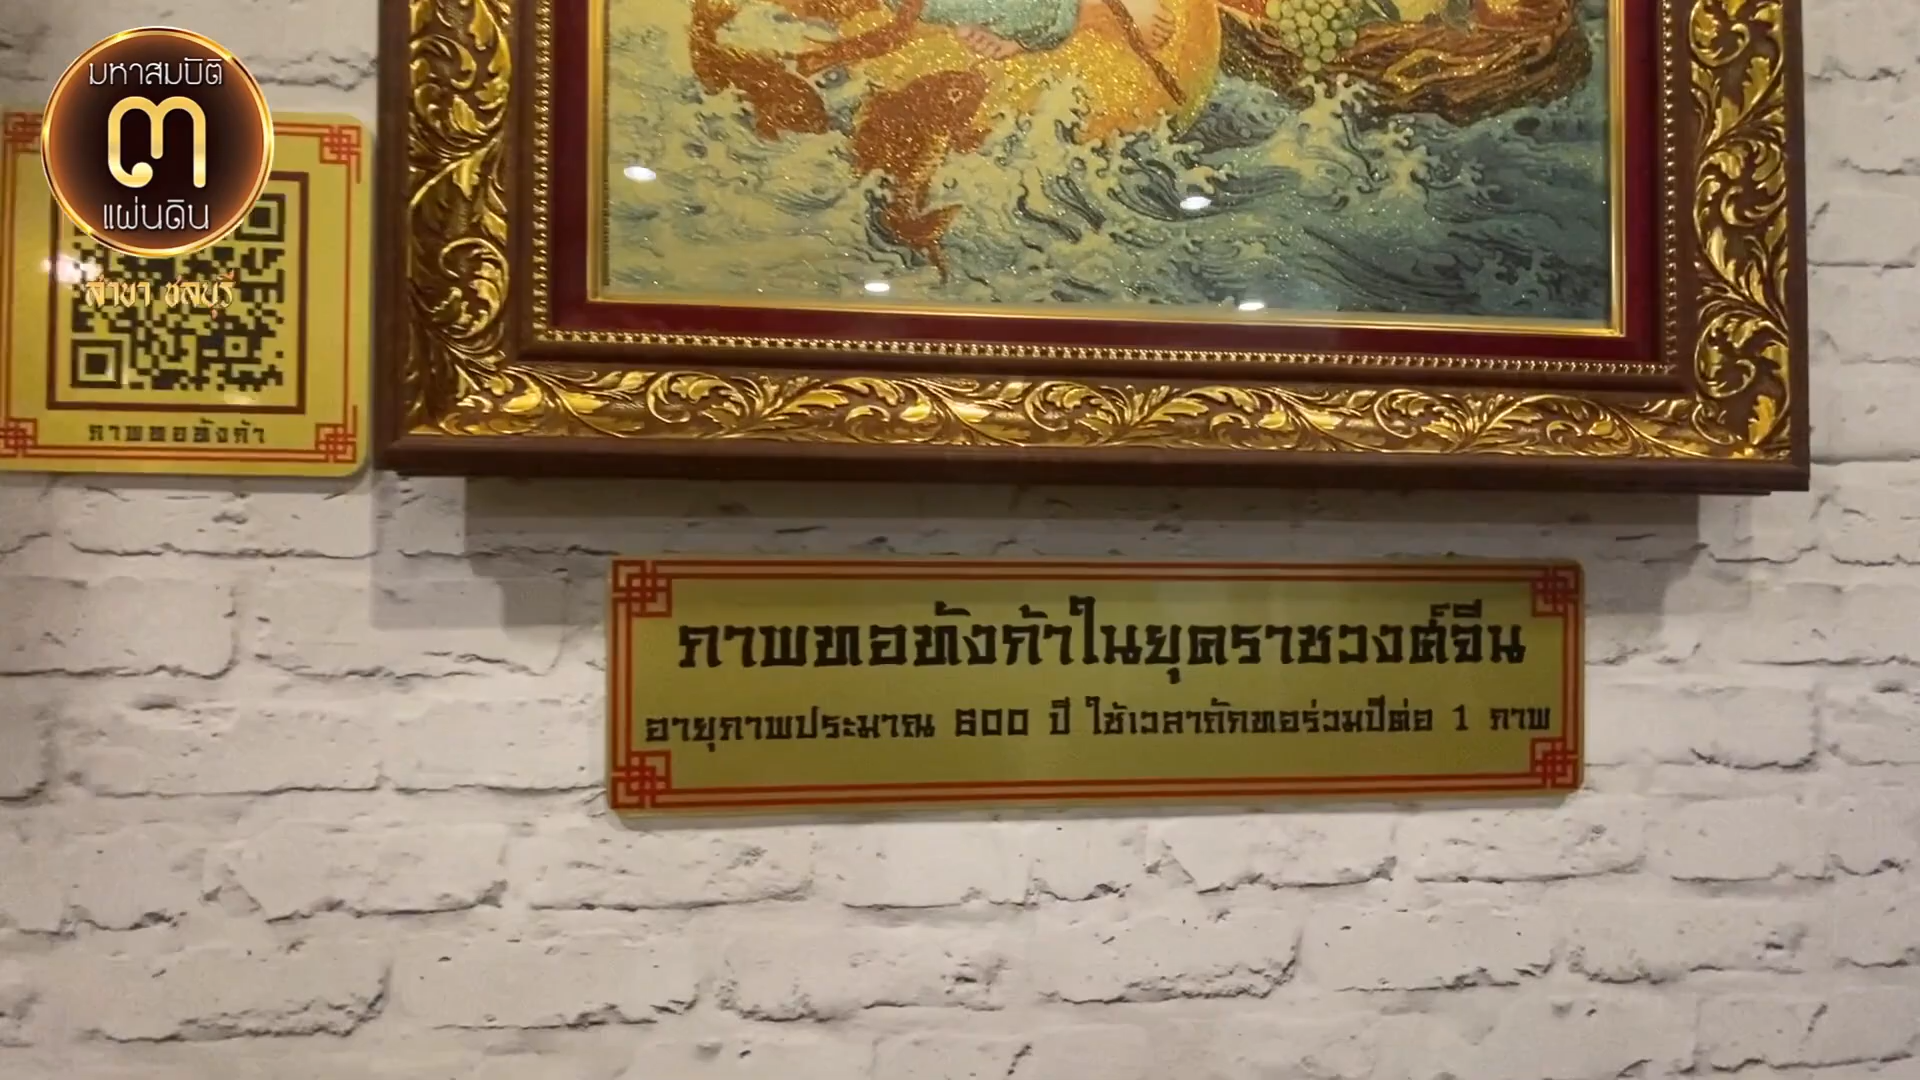 มหาสมบัติ
๓
แผ่นดิน
สาขา ชลบุรี
ภาพทอทังก้า
ภาพทอทังก้าในยุคราชวงศ์จีน
อายุภาพประมาณ 600 ปี ใช้เวลาถักทอร่วมปีต่อ 1 ภาพ